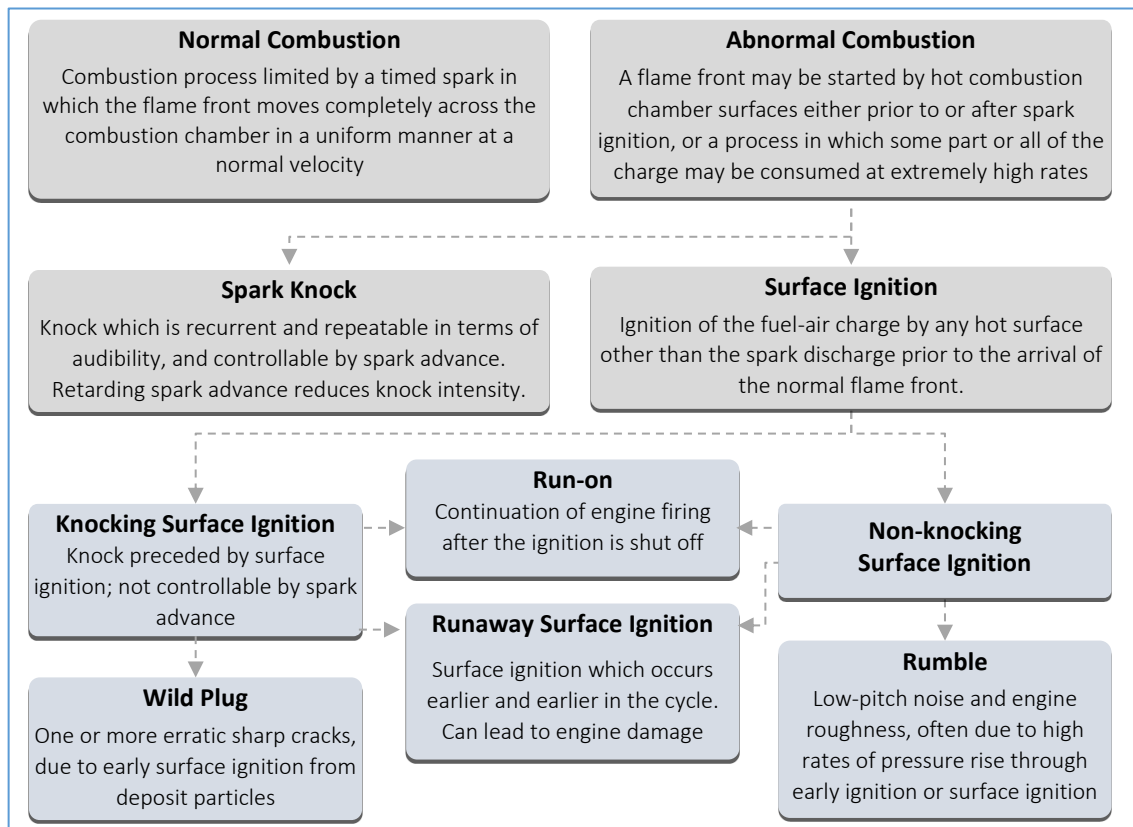 Normal Combustion
Combustion process limited by a timed spark in
which the flame front moves completely across the
combustion chamber in a uniform manner at a
normal velocity
Abnormal Combustion
A flame front may be started by hot combustion
chamber surfaces either prior to or after spark
ignition, or a process in which some part or all of the
charge may be consumed at extremely high rates
Spark Knock
Knock which is recurrent and repeatable in terms of
audibility, and controllable by spark advance.
Retarding spark advance reduces knock intensity.
Surface Ignition
Ignition of the fuel-air charge by any hot surface
other than the spark discharge prior to the arrival of
the normal flame front.
Run-on
Continuation of engine firing
after the ignition is shut off
Knocking Surface Ignition
Knock preceded by surface
ignition; not controllable by spark
advance
Non-knocking
Surface Ignition
Runaway Surface Ignition
Surface ignition which occurs
earlier and earlier in the cycle.
Can lead to engine damage
Wild Plug
One or more erratic sharp cracks,
due to early surface ignition from
deposit particles
Rumble
Low-pitch noise and engine
roughness, often due to high
rates of pressure rise through
early ignition or surface ignition